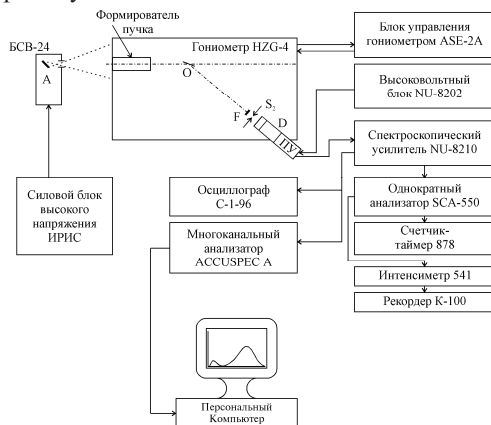 Формирователь
пучка
БСВ-24
A
Гониометр HZG-4
O
S2
F
D
ПУ
Блок управления
гониометром ASE-2A
Высоковольтный
блок NU-8202
Спектроскопический
усилитель NU-8210
Силовой блок
высокого
напряжения
ИРИС
Осциллограф
С-1-96
Однократный
анализатор SCA-550
Многоканальный
анализатор
ACCUSPEC A
Счетчик-
таймер 878
Интенсиметр 541
Рекордер К-100
Персональный
Компьютер